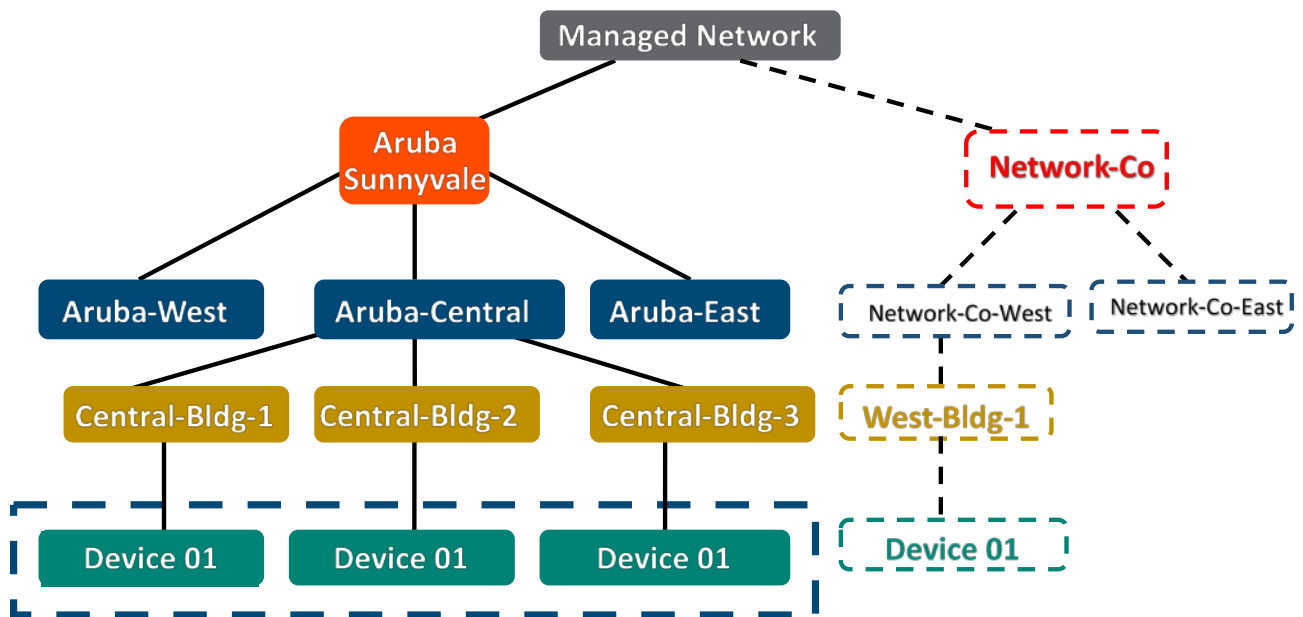 Managed Network
Aruba
Sunnyvale
Network-Co
Aruba-West
Aruba-Central
Aruba-East
Network-Co-West
Network-Co-East
Central-Bldg-1
Central-Bldg-2
Central-Bldg-3
West-Bldg-1
Device 01
Device 01
Device 01
Device 01